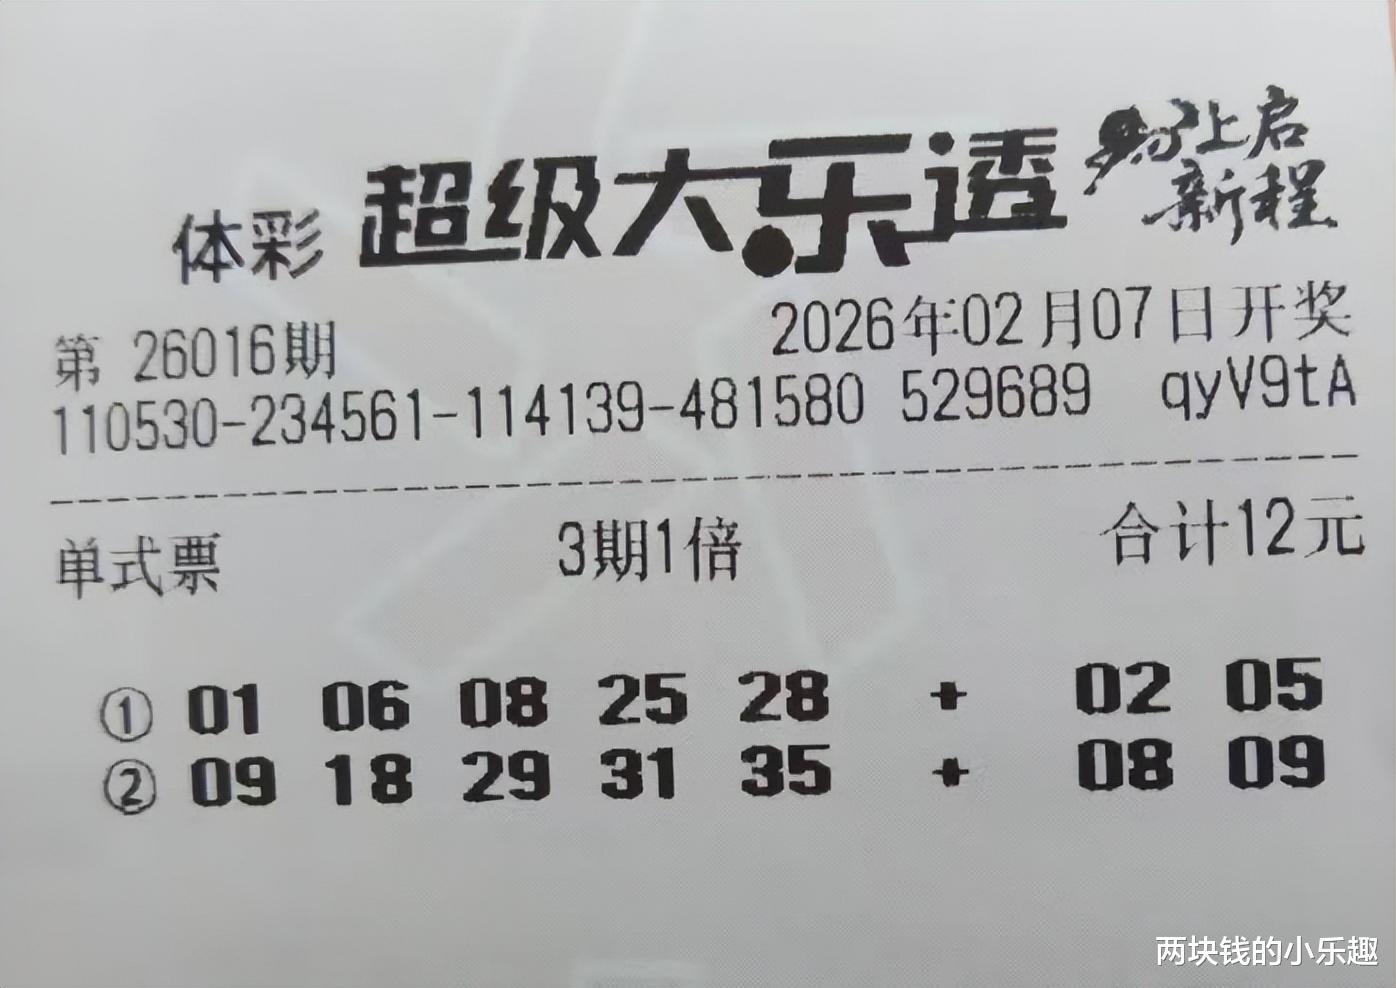 体彩 超级大乐透 马上启
新程
第 26016期 2026年02月07日开奖
110530-234561-114139-481580 529689 qyV9tA
单式票 3期1倍 合计12元
① 01 06 08 25 28 + 02 05
② 09 18 29 31 35 + 08 09
两块钱的小乐趣